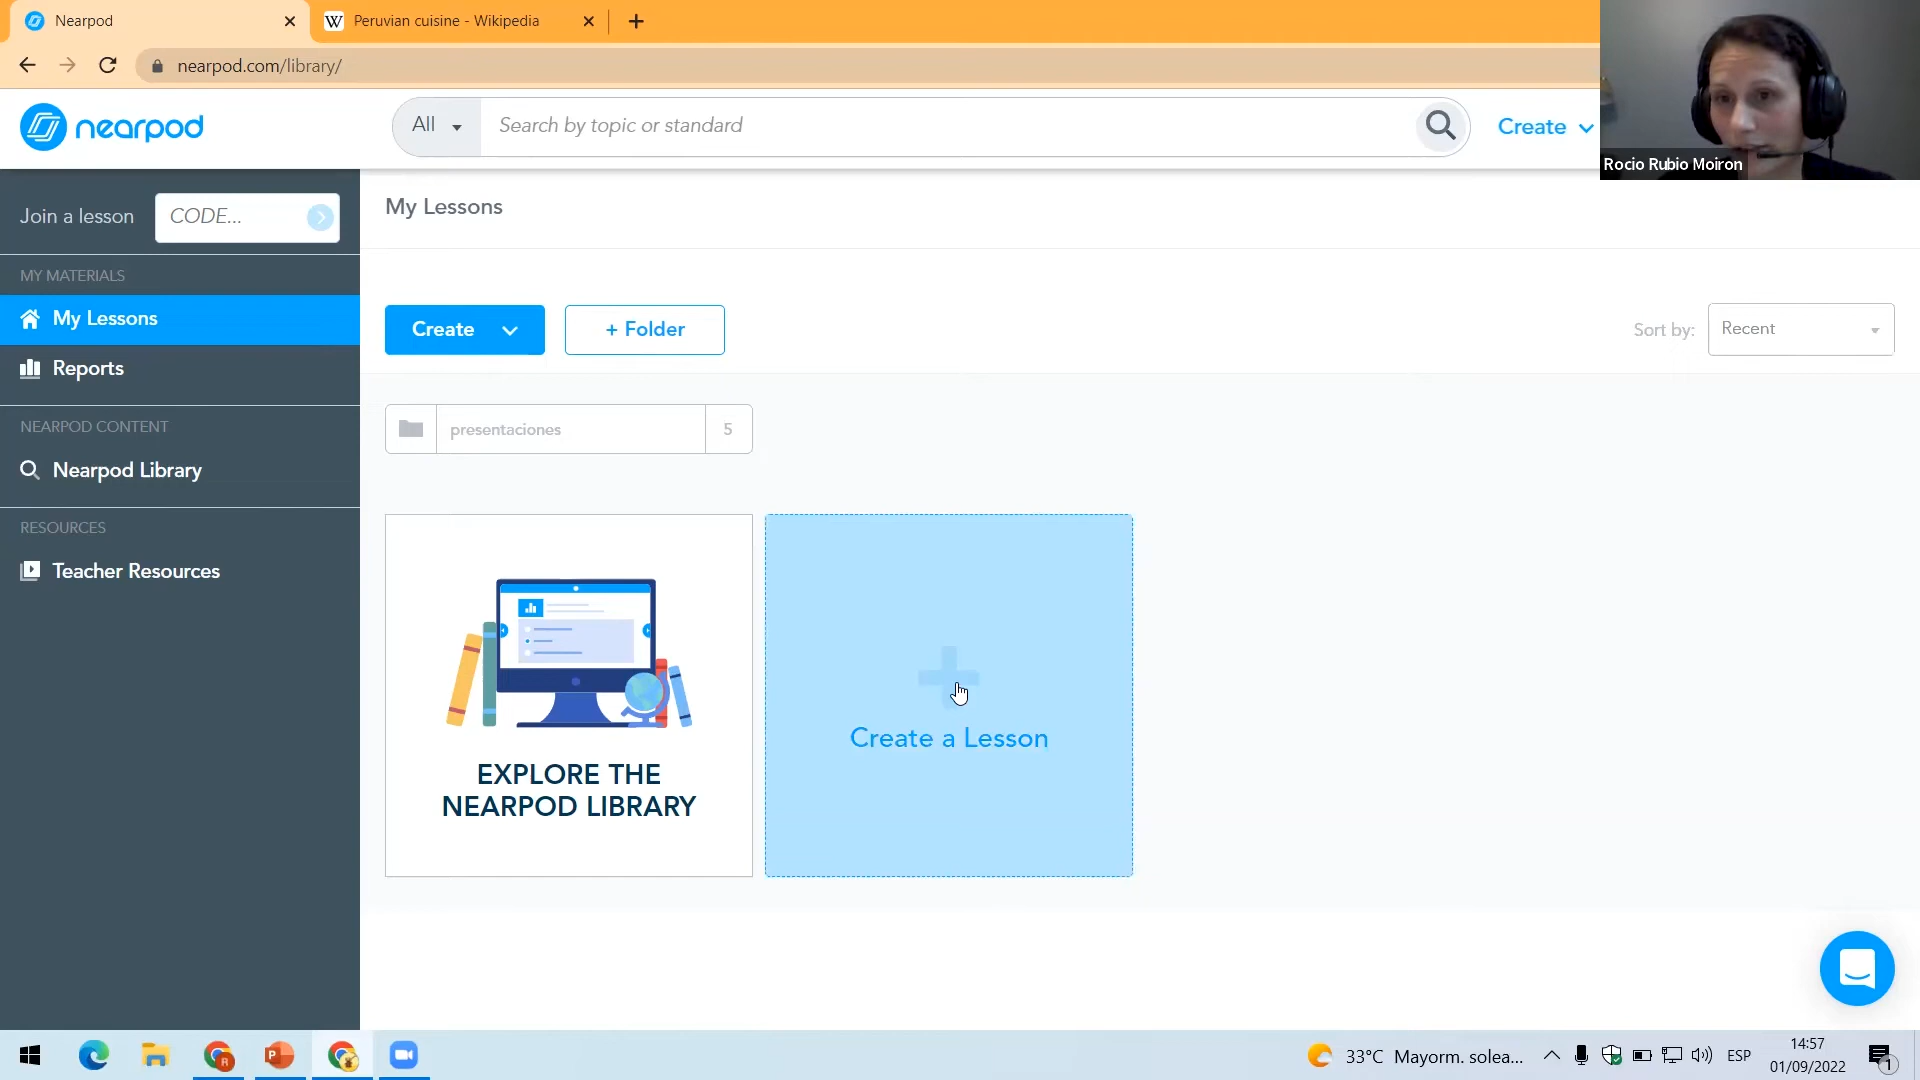 Nearpod
Peruvian cuisine - Wikipedia
nearpod.com/library/
nearpod
All
Search by topic or standard
Create
Rocio Rubio Moiron
Join a lesson
CODE...
My Lessons
MY MATERIALS
My Lessons
Create
+ Folder
Sort by:
Recent
Reports
NEARPOD CONTENT
presentaciones
5
Nearpod Library
RESOURCES
Teacher Resources
Create a Lesson
EXPLORE THE
NEARPOD LIBRARY
33°C Mayorm. solea...
ESP
14:57
01/09/2022
1